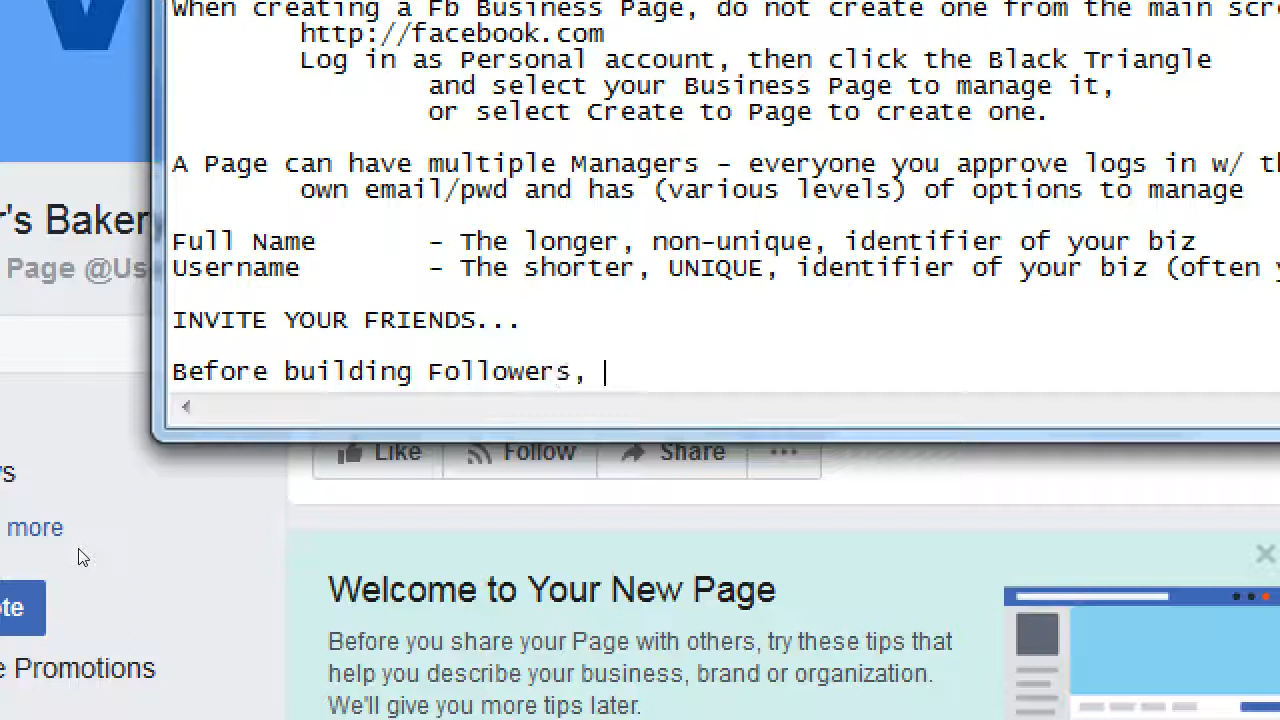 When creating a Fb Business Page, do not create one from the main
http://facebook.com
Log in as Personal account, then click the Black Triangle
and select your Business Page to manage it,
or select Create to Page to create one.
A Page can have multiple Managers – everyone you approve logs in w/
own email/pwd and has (various levels) of options to manage
Full Name – The longer, non-unique, identifier of your biz
Username – The shorter, UNIQUE, identifier of your biz (often
INVITE YOUR FRIENDS...
Before building Followers,
r's Baker
Page @Us
more
Promotions
Like Follow Share ...
Welcome to Your New Page
Before you share your Page with others, try these tips that
help you describe your business, brand or organization.
We'll give you more tips later.